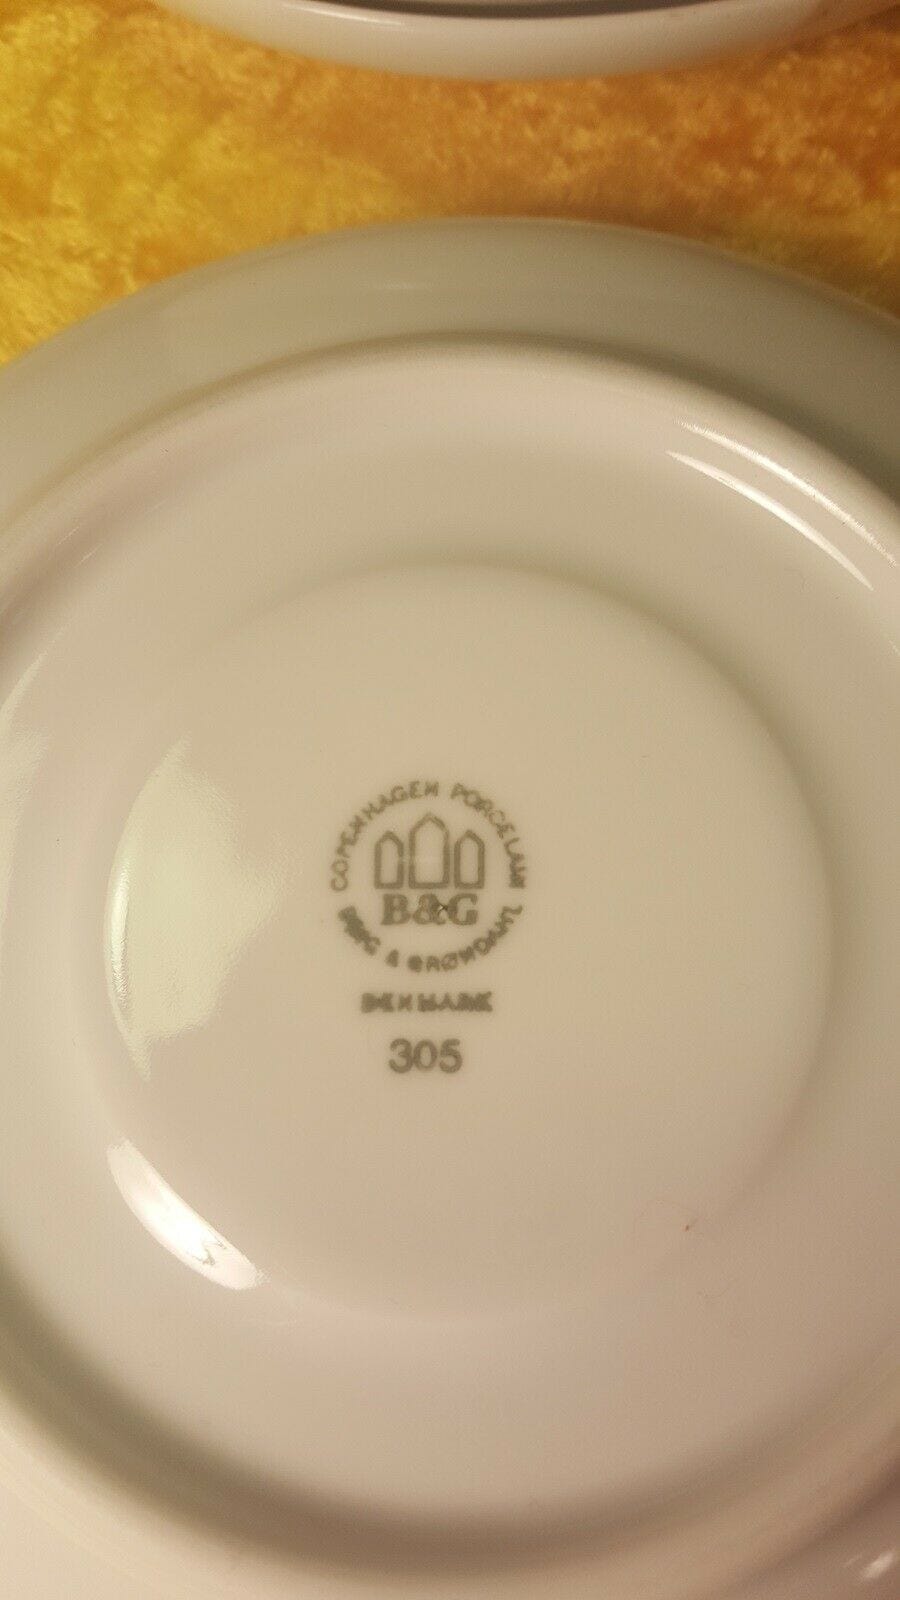 COPENHAGEN PORCELAIN
B&G
BING & GRØNDAHL
DENMARK
305